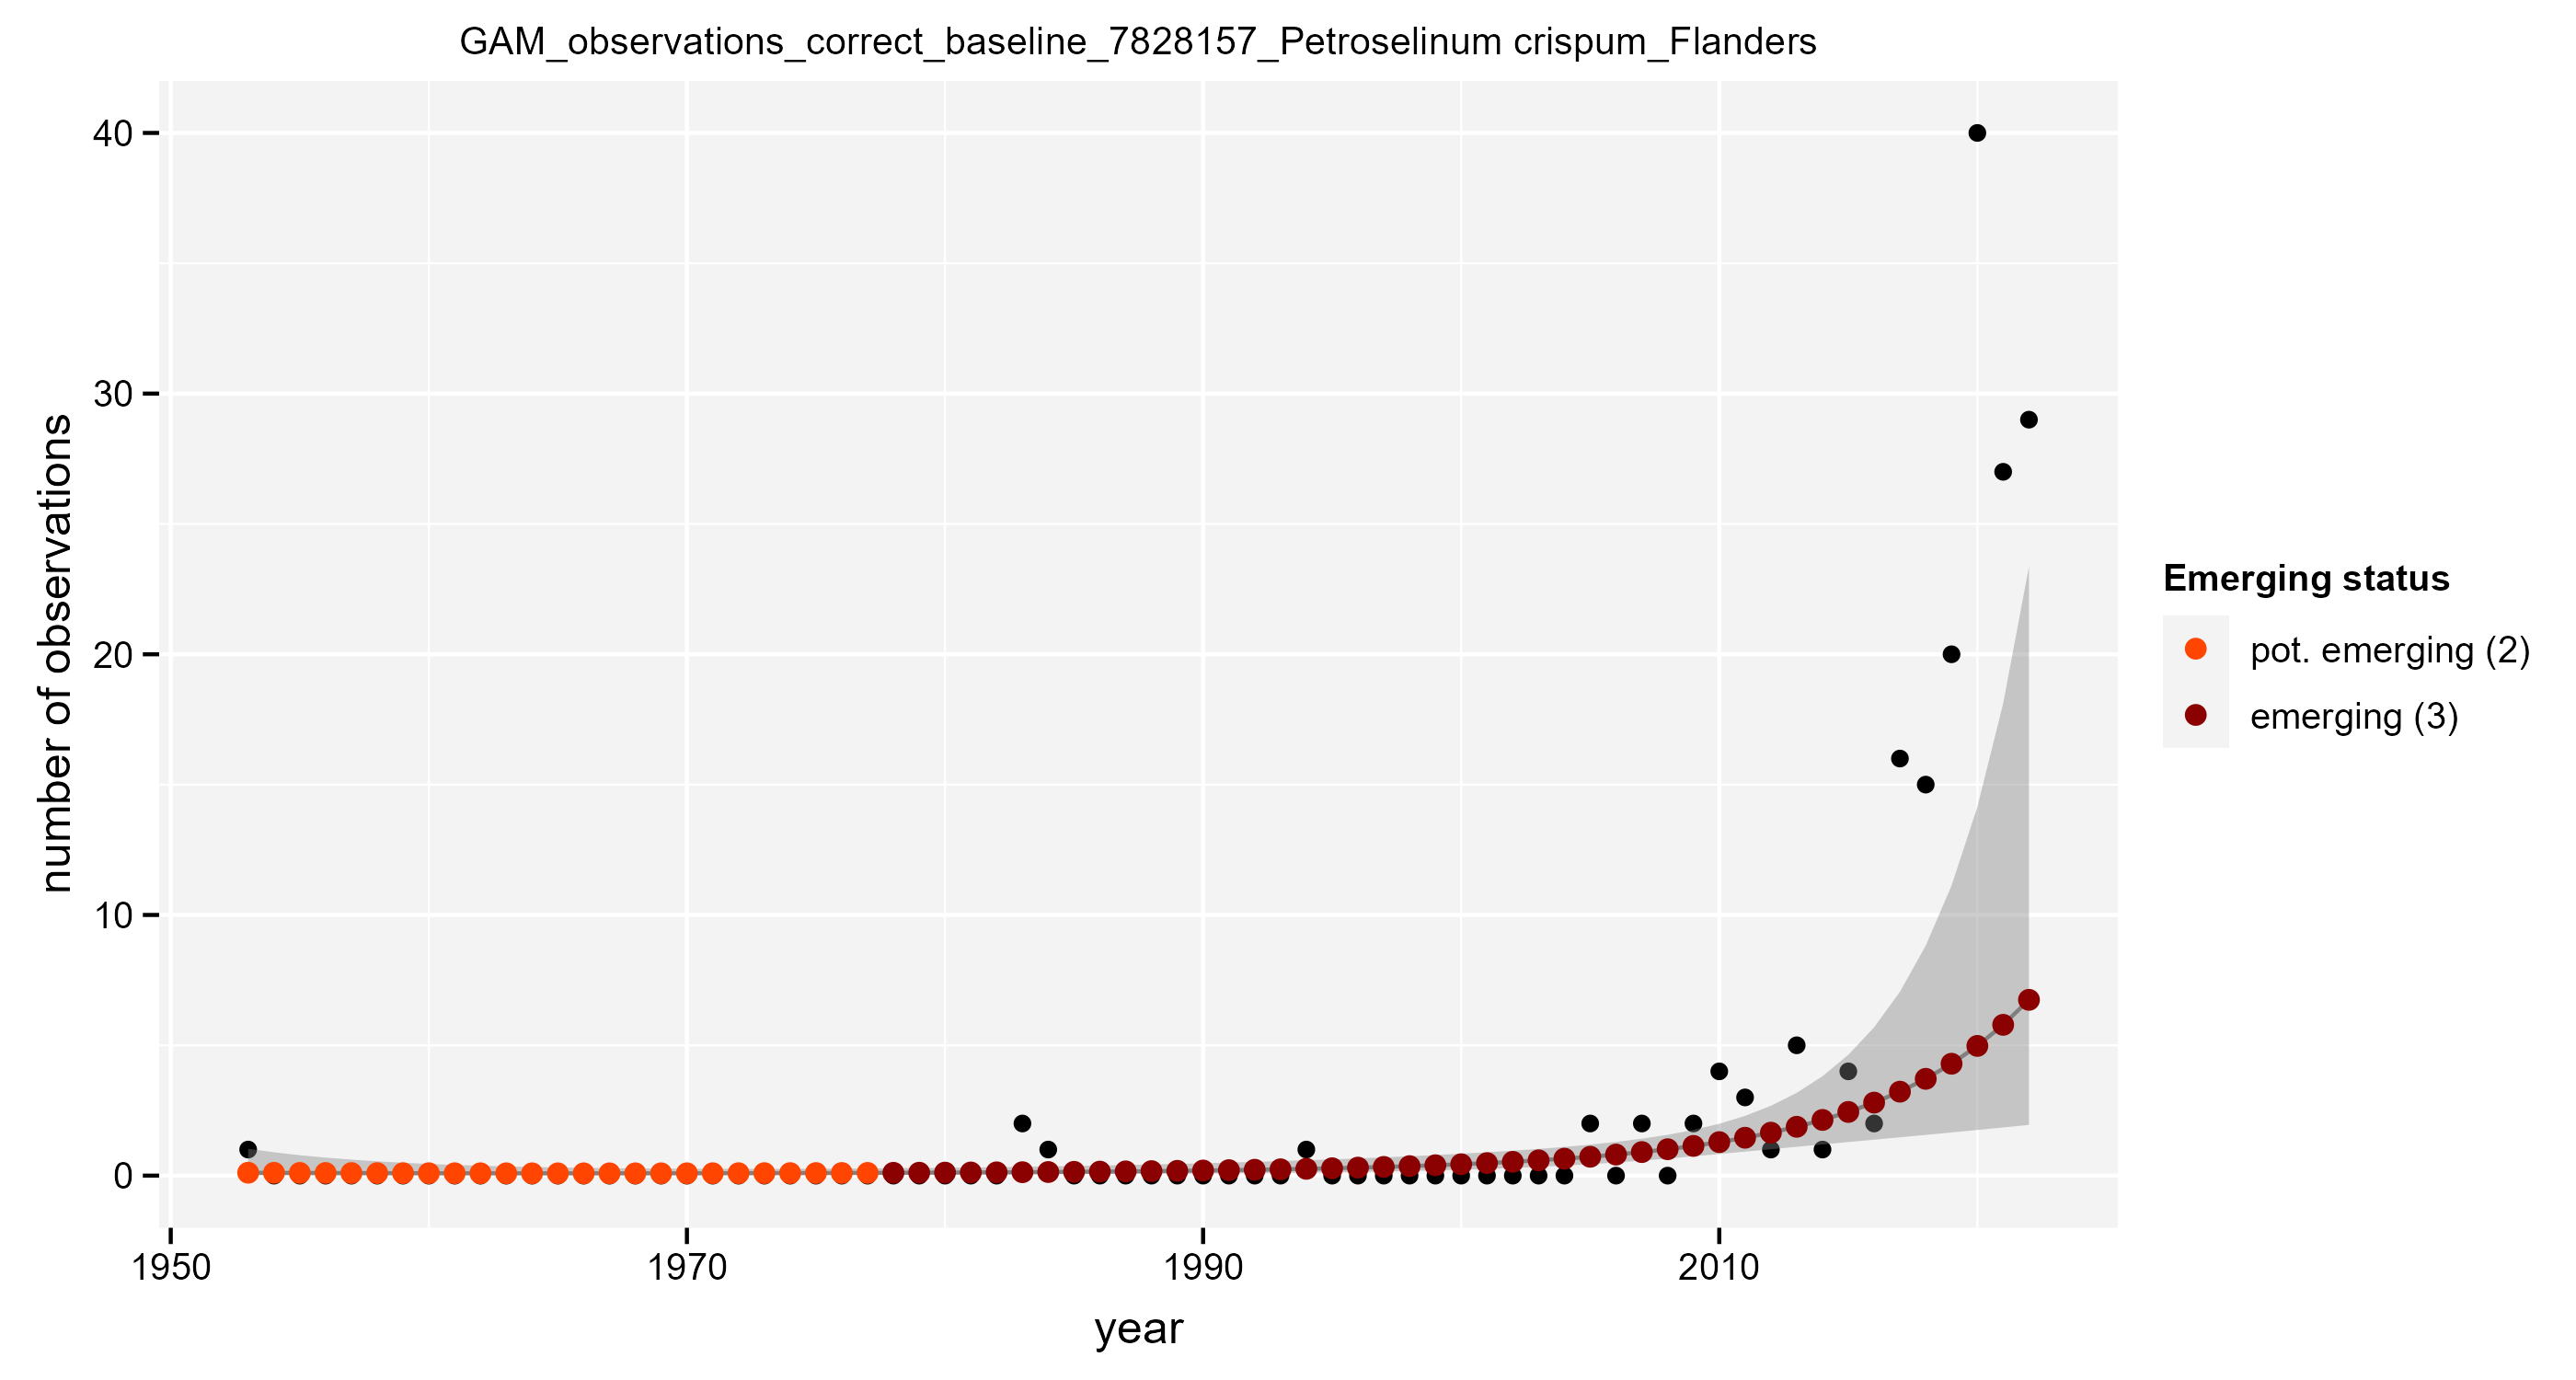 GAM_observations_correct_baseline_7828157_Petroselinum crispum_Flanders
number of observations
40
30
20
10
0
1950
1970
1990
2010
year
Emerging status
pot. emerging (2)
emerging (3)